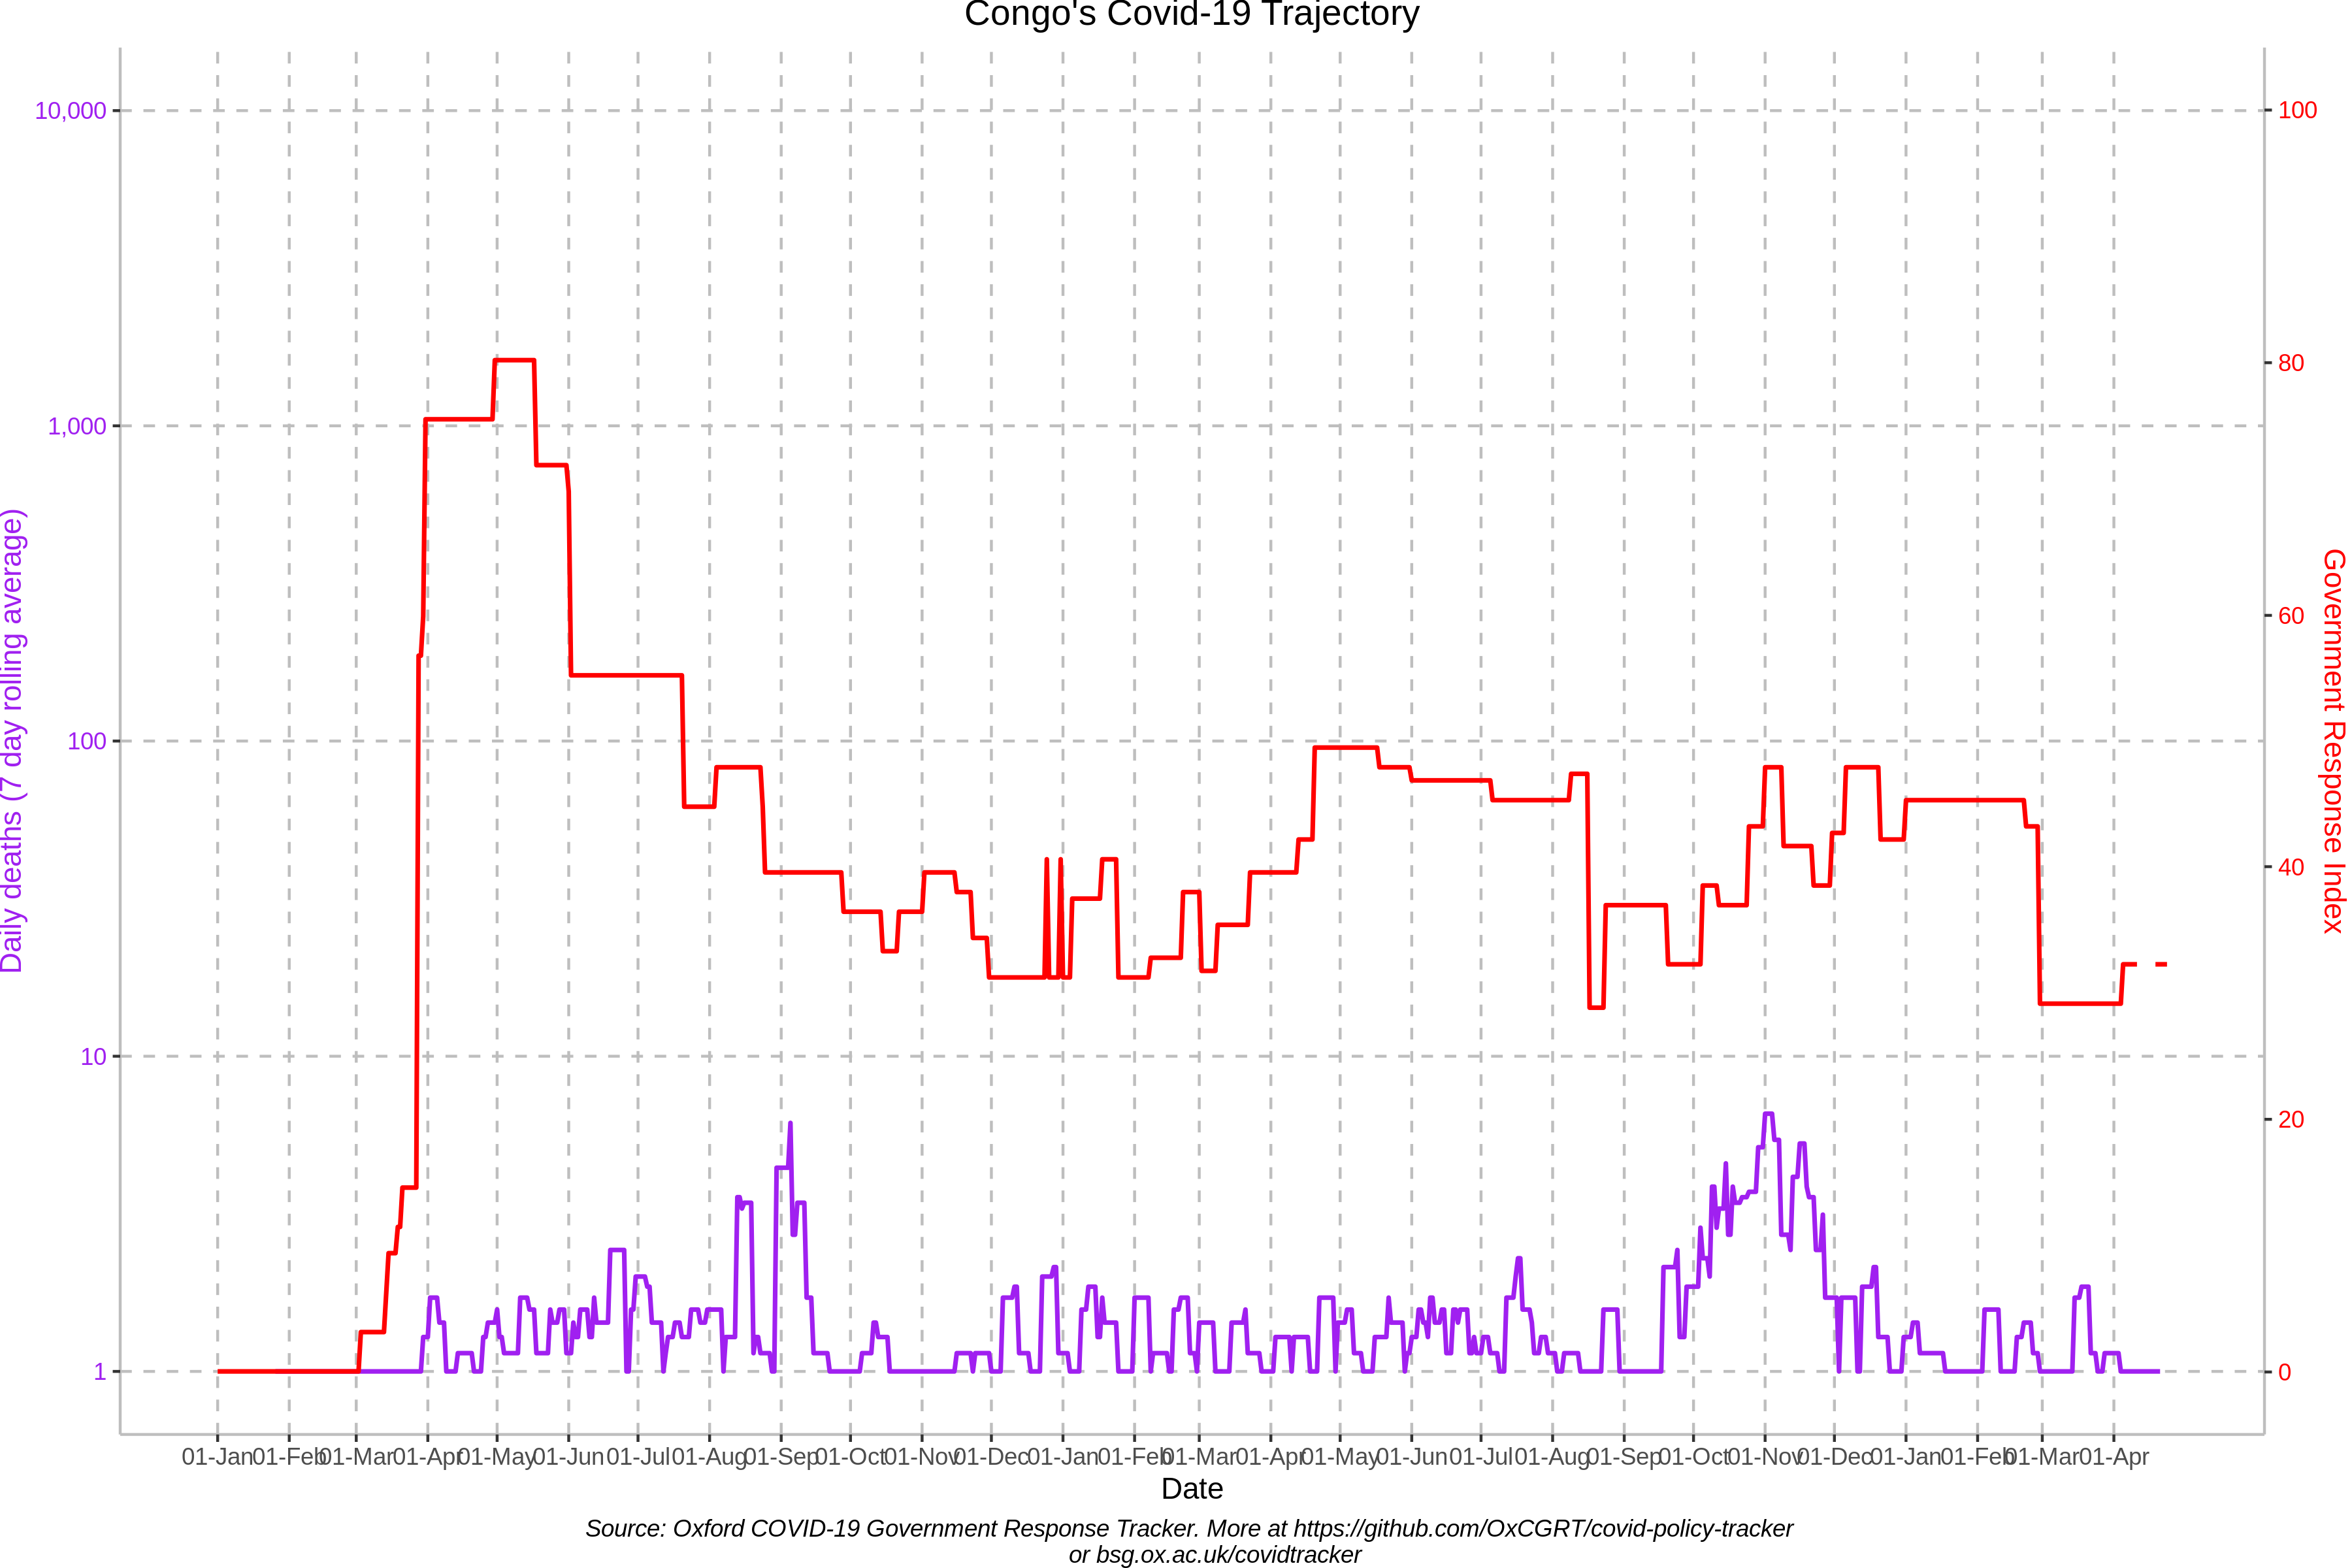 Congo's Covid-19 Trajectory
10,000
1,000
100
10
1
Daily deaths (7 day rolling average)
100
80
60
40
20
0
Government Response Index
01-Jan 01-Feb 01-Mar 01-Apr 01-May 01-Jun 01-Jul 01-Aug 01-Sep 01-Oct 01-Nov 01-Dec 01-Jan 01-Feb 01-Mar 01-Apr 01-May 01-Jun 01-Jul 01-Aug 01-Sep 01-Oct 01-Nov 01-Dec 01-Jan 01-Feb 01-Mar 01-Apr
Date
Source: Oxford COVID-19 Government Response Tracker. More at https://github.com/OxCGRT/covid-policy-tracker
or bsg.ox.ac.uk/covidtracker